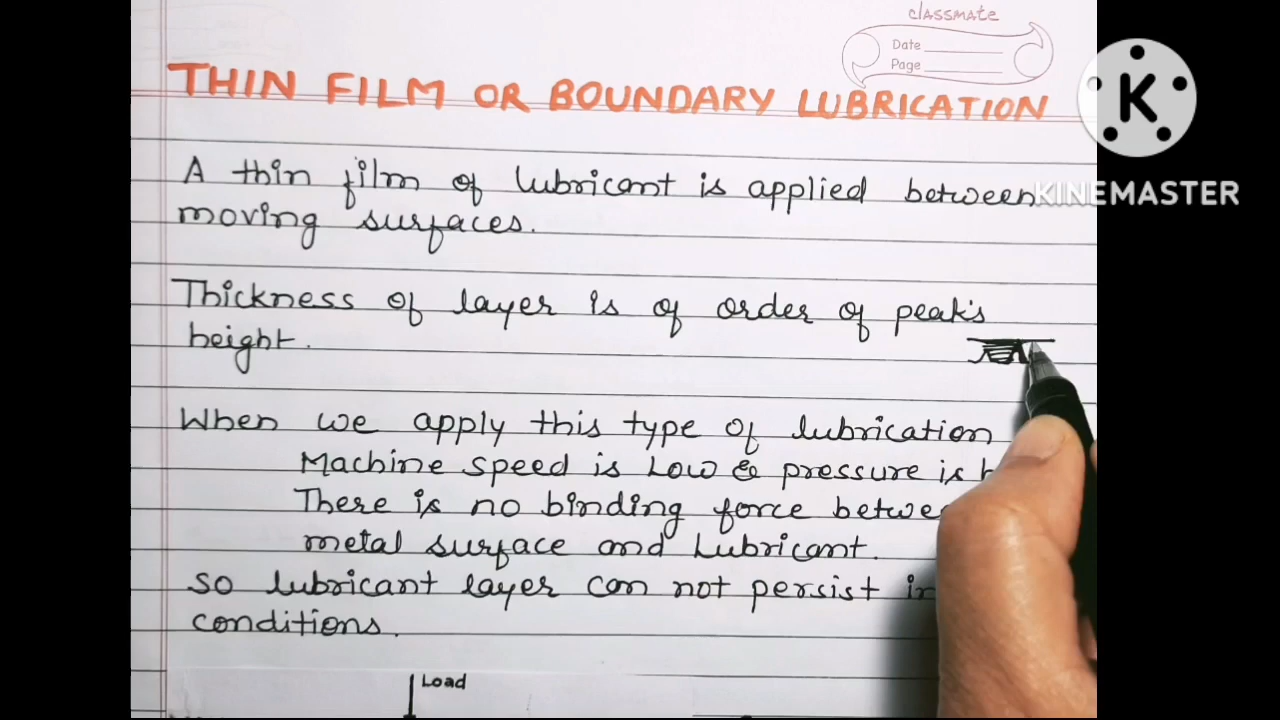 classmate
Date
Page
THIN FILM OR BOUNDARY LUBRICATION
K
KINEMASTER
A thin film of lubricant is applied between
moving surfaces.
Thickness of layer is of order of peak's
height.
When we apply this type of lubrication
Machine speed is Low & pressure is
There is no binding force
metal surface and Lubricant.
so lubricant layer can not persist
conditions.
Load